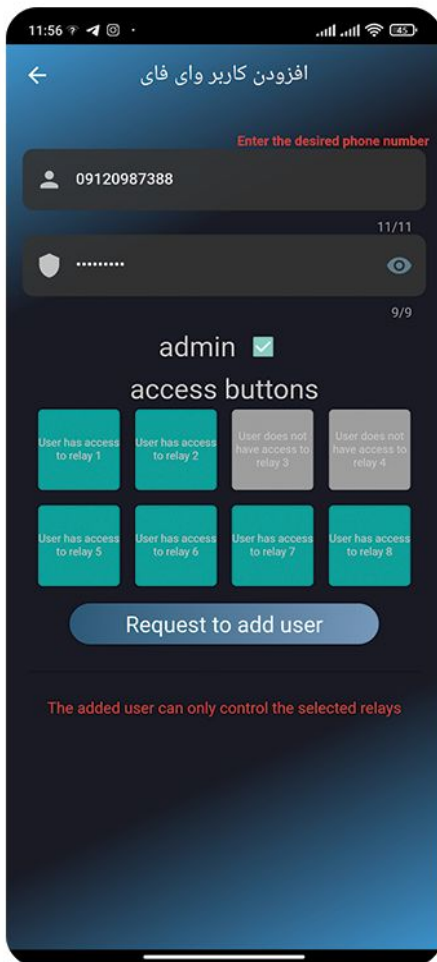 11:56
45
افزودن کاربر وای فای
Enter the desired phone number
09120987388
11/11
•••••••••
9/9
admin
access buttons
User has access
to relay 1
User has access
to relay 2
User does not
have access to
relay 3
User does not
have access to
relay 4
User has access
to relay 5
User has access
to relay 6
User has access
to relay 7
User has access
to relay 8
Request to add user
The added user can only control the selected relays